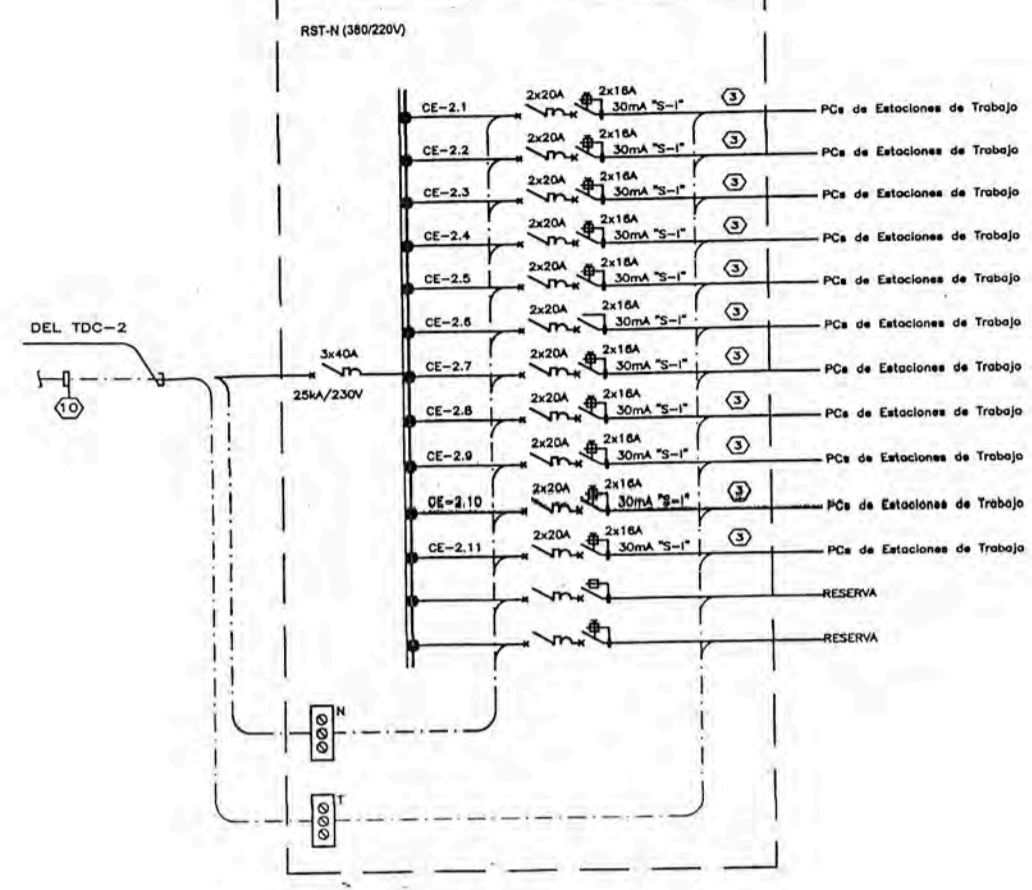 RST-N (380/220V)
CE-2.1 2x20A 2x16A 30mA "S-I" 3 PCs de Estaciones de Trabajo
CE-2.2 2x20A 2x16A 30mA "S-I" 3 PCs de Estaciones de Trabajo
CE-2.3 2x20A 2x16A 30mA "S-I" 3 PCs de Estaciones de Trabajo
CE-2.4 2x20A 2x16A 30mA "S-I" 3 PCs de Estaciones de Trabajo
CE-2.5 2x20A 2x16A 30mA "S-I" 3 PCs de Estaciones de Trabajo
CE-2.6 2x20A 2x16A 30mA "S-I" 3 PCs de Estaciones de Trabajo
DEL TDC-2
10
3x40A
25kA/230V
CE-2.7 2x20A 2x16A 30mA "S-I" 3 PCs de Estaciones de Trabajo
CE-2.8 2x20A 2x16A 30mA "S-I" 3 PCs de Estaciones de Trabajo
CE-2.9 2x20A 2x16A 30mA "S-I" 3 PCs de Estaciones de Trabajo
CE-2.10 2x20A 2x16A 30mA "S-I" 3 PCs de Estaciones de Trabajo
CE-2.11 2x20A 2x16A 30mA "S-I" 3 PCs de Estaciones de Trabajo
RESERVA
RESERVA
N
T